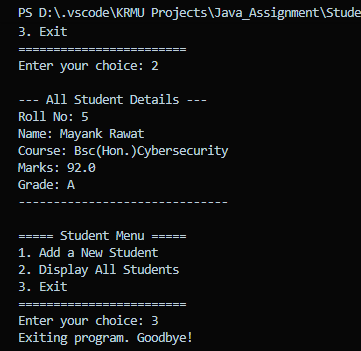 PS D:\.vscode\KRMU Projects\Java_Assignment\Stude
3. Exit
========================
Enter your choice: 2
--- All Student Details ---
Roll No: 5
Name: Mayank Rawat
Course: Bsc(Hon.)Cybersecurity
Marks: 92.0
Grade: A
------------------------------
===== Student Menu =====
1. Add a New Student
2. Display All Students
3. Exit
========================
Enter your choice: 3
Exiting program. Goodbye!